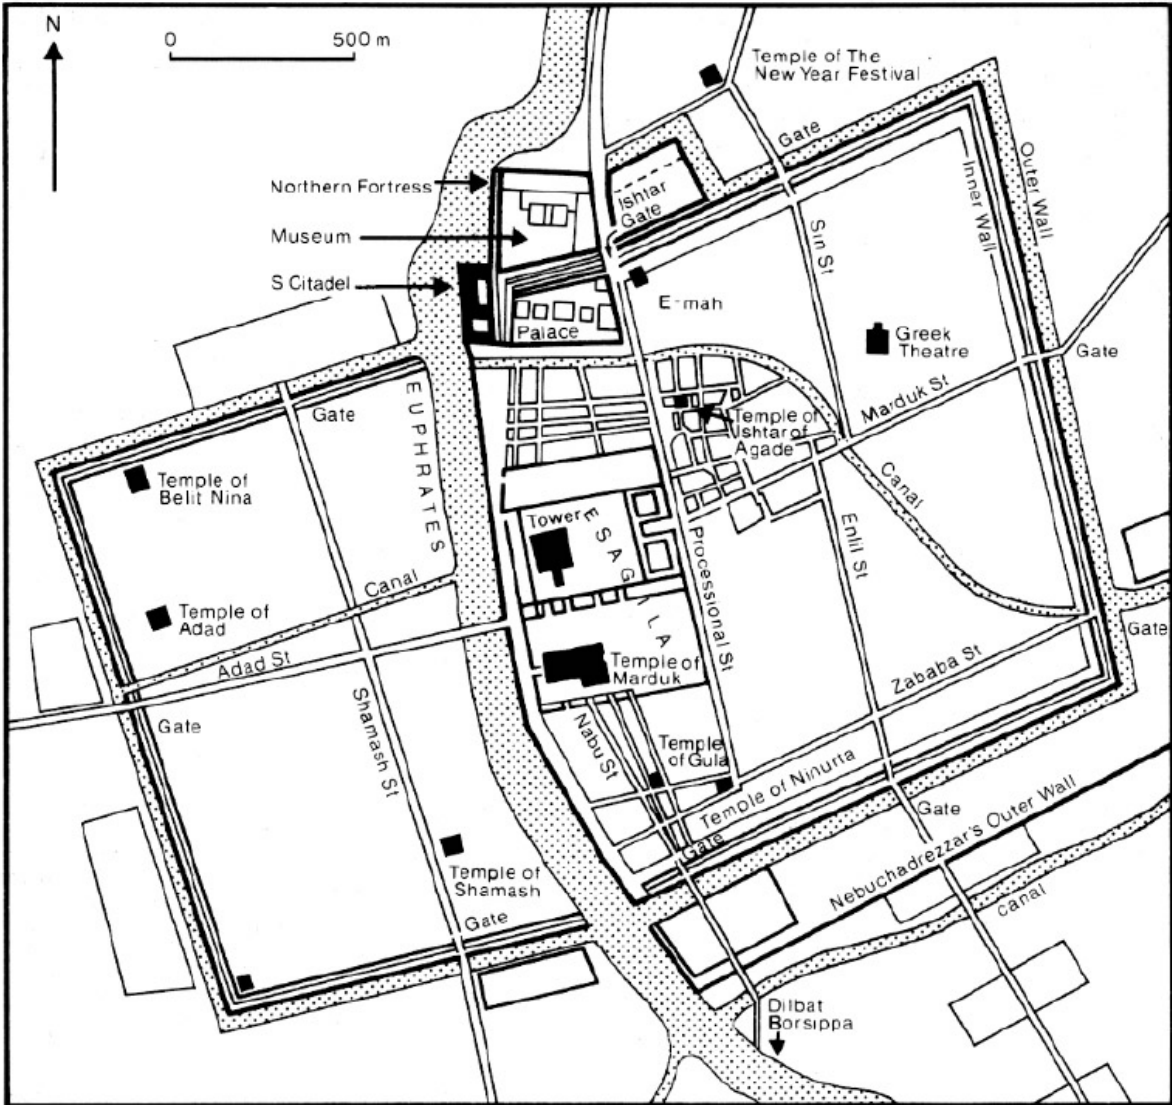 N
0 500 m
Temple of The
New Year Festival
Gate
Northern Fortress
Ishtar
Gate
Inner Wall
Outer Wall
Museum
Sin St
S Citadel
E-mah
Palace
Greek
Theatre
Gate
Marduk St
Gate
EUPHRATES
Temple of
Ishtar of
Agade
Temple of
Belit Nina
Canal
Tower
ESAGILA
Processional St
Enlil St
Canal
Temple of
Adad
Adad St
Gate
Temple of
Marduk
Zababa St
Gate
Shamash St
Nabu St
Temple
of Gula
Temple of Ninurta
Gate
Gate
Nebuchadrezzar's Outer Wall
Temple of
Shamash
Gate
canal
Dilbat
Borsippa